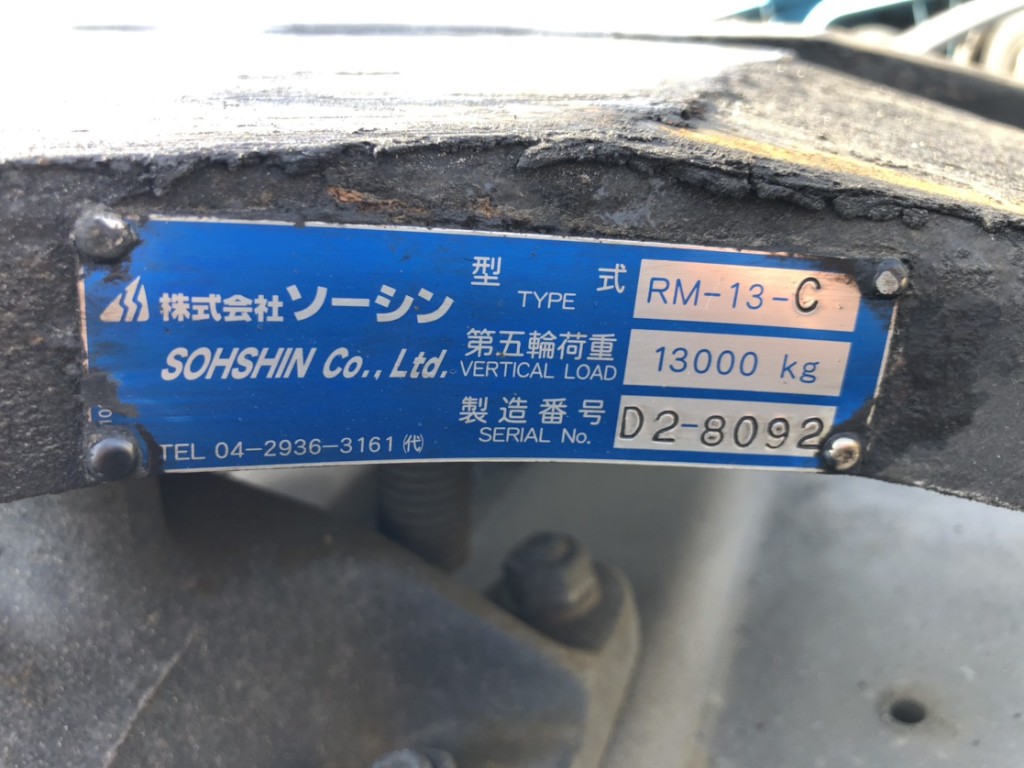 株式会社ソーシン
SOHSHIN Co., Ltd.
TEL 04-2936-3161 ㈹
型 式 RM-13-C
TYPE
第五輪荷重 13000 kg
VERTICAL LOAD
製造番号 D2-8092
SERIAL No.
10